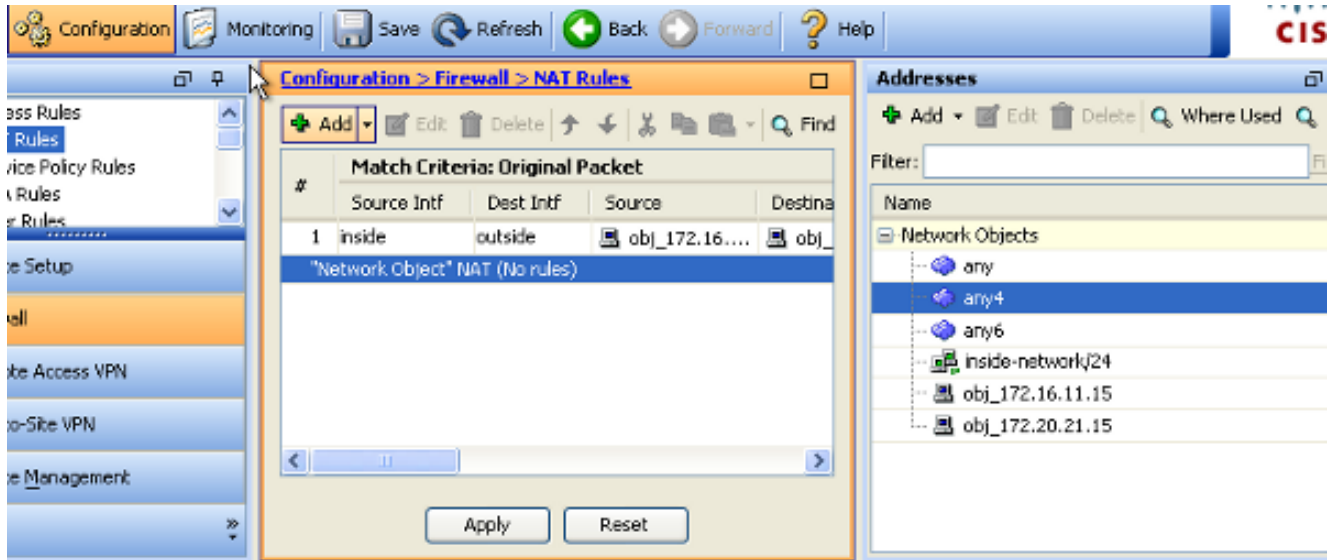 Configuration Monitoring Save Refresh Back Forward Help
CIS
Configuration > Firewall > NAT Rules
Addresses
ess Rules
Rules
vice Policy Rules
Rules
Rules
e Setup
all
te Access VPN
o-Site VPN
e Management
Add Edit Delete Find
# Match Criteria: Original Packet
Source Intf Dest Intf Source Destina
1 inside outside obj_172.16.... obj_
"Network Object" NAT (No rules)
Apply Reset
Add Edit Delete Where Used
Filter: Fi
Name
Network Objects
any
any4
any6
inside-network/24
obj_172.16.11.15
obj_172.20.21.15